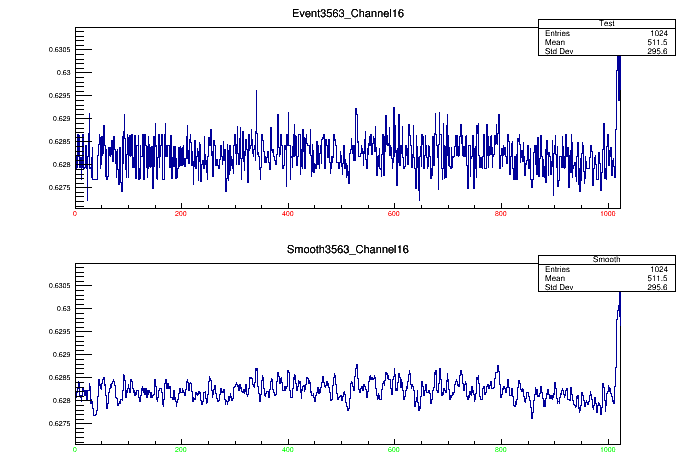 Event3563_Channel16
Test
Entries 1024
Mean 511.5
Std Dev 295.6
0.6305
0.63
0.6295
0.629
0.6285
0.628
0.6275
0 200 400 600 800 1000
Smooth3563_Channel16
Smooth
Entries 1024
Mean 511.5
Std Dev 295.6
0.6305
0.63
0.6295
0.629
0.6285
0.628
0.6275
0 200 400 600 800 1000